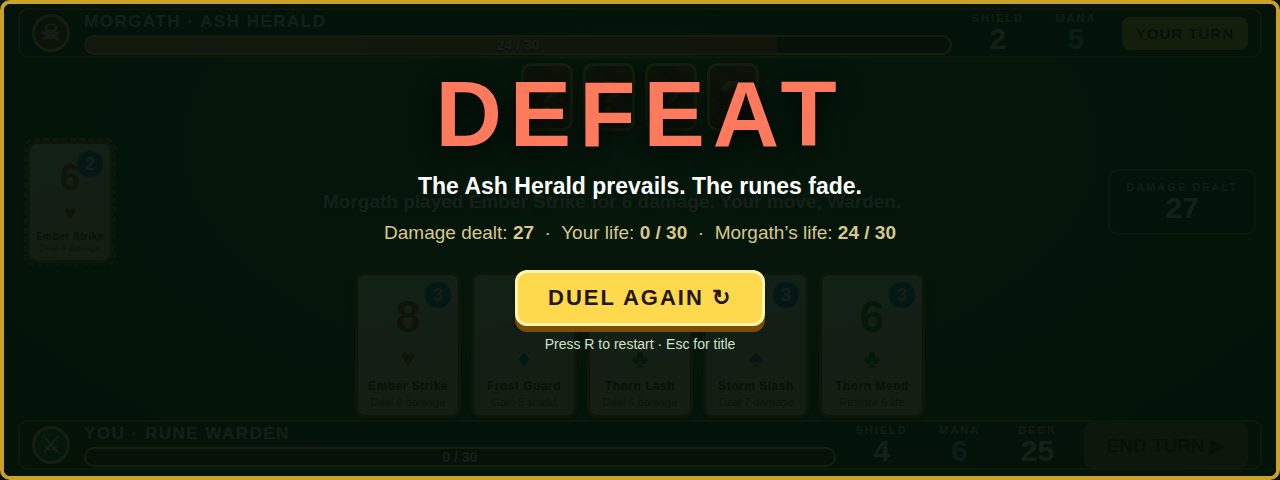 MORGATH · ASH HERALD
24 / 30
SHIELD
2
MANA
5
YOUR TURN
DEFEAT
The Ash Herald prevails. The runes fade.
Morgath played Ember Strike for 6 damage. Your move, Warden.
Damage dealt: 27 · Your life: 0 / 30 · Morgath's life: 24 / 30
DUEL AGAIN ↻
Press R to restart · Esc for title
6
2
Ember Strike
Deal 6 damage
DAMAGE DEALT
27
8
3
Ember Strike
Deal 8 damage
Frost Guard
Gain 5 shield
Thorn Lash
Deal 6 damage
3
Storm Slash
Deal 7 damage
6
3
Thorn Mend
Restore 6 life
YOU · RUNE WARDEN
0 / 30
SHIELD
4
MANA
6
DECK
25
END TURN ▶